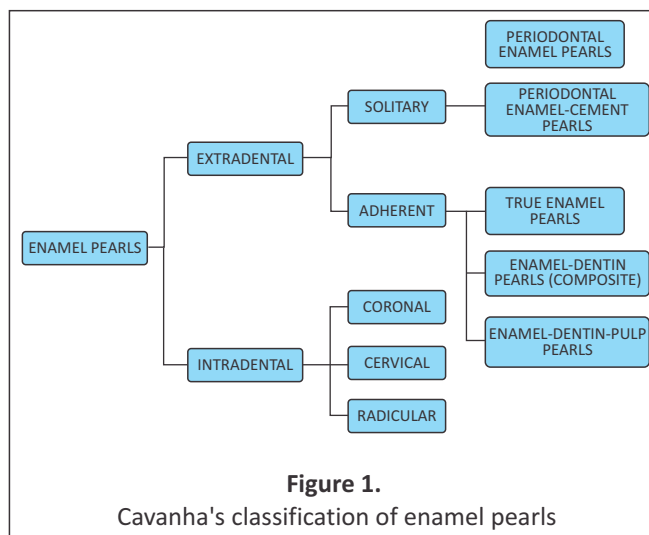 PERIODONTAL
ENAMEL PEARLS
SOLITARY
PERIODONTAL
ENAMEL-CEMENT
PEARLS
EXTRADENTAL
ADHERENT
TRUE ENAMEL
PEARLS
ENAMEL PEARLS
ENAMEL-DENTIN
PEARLS (COMPOSITE)
CORONAL
ENAMEL-DENTIN-PULP
PEARLS
INTRADENTAL
CERVICAL
RADICULAR
Figure 1.
Cavanha's classification of enamel pearls